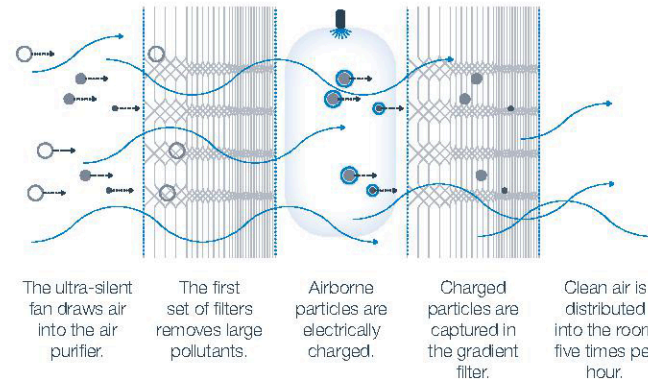 The ultra-silent
fan draws air
into the air
purifier.
The first
set of filters
removes large
pollutants.
Airborne
particles are
electrically
charged.
Charged
particles are
captured in
the gradient
filter.
Clean air is
distributed
into the room
five times pe
hour.